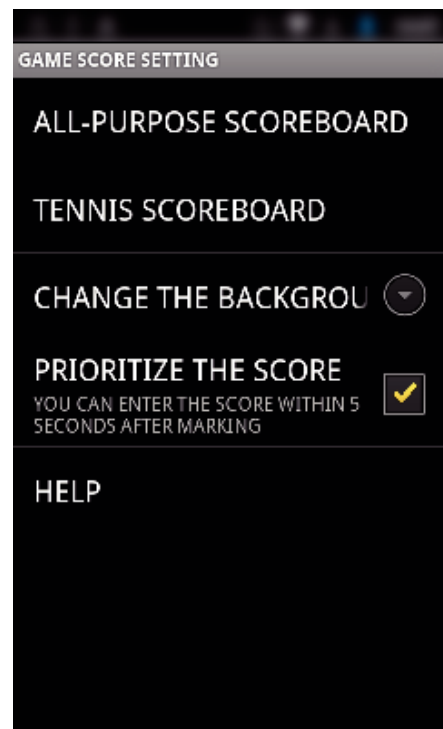 GAME SCORE SETTING
ALL-PURPOSE SCOREBOARD
TENNIS SCOREBOARD
CHANGE THE BACKGROU
PRIORITIZE THE SCORE
YOU CAN ENTER THE SCORE WITHIN 5
SECONDS AFTER MARKING
HELP